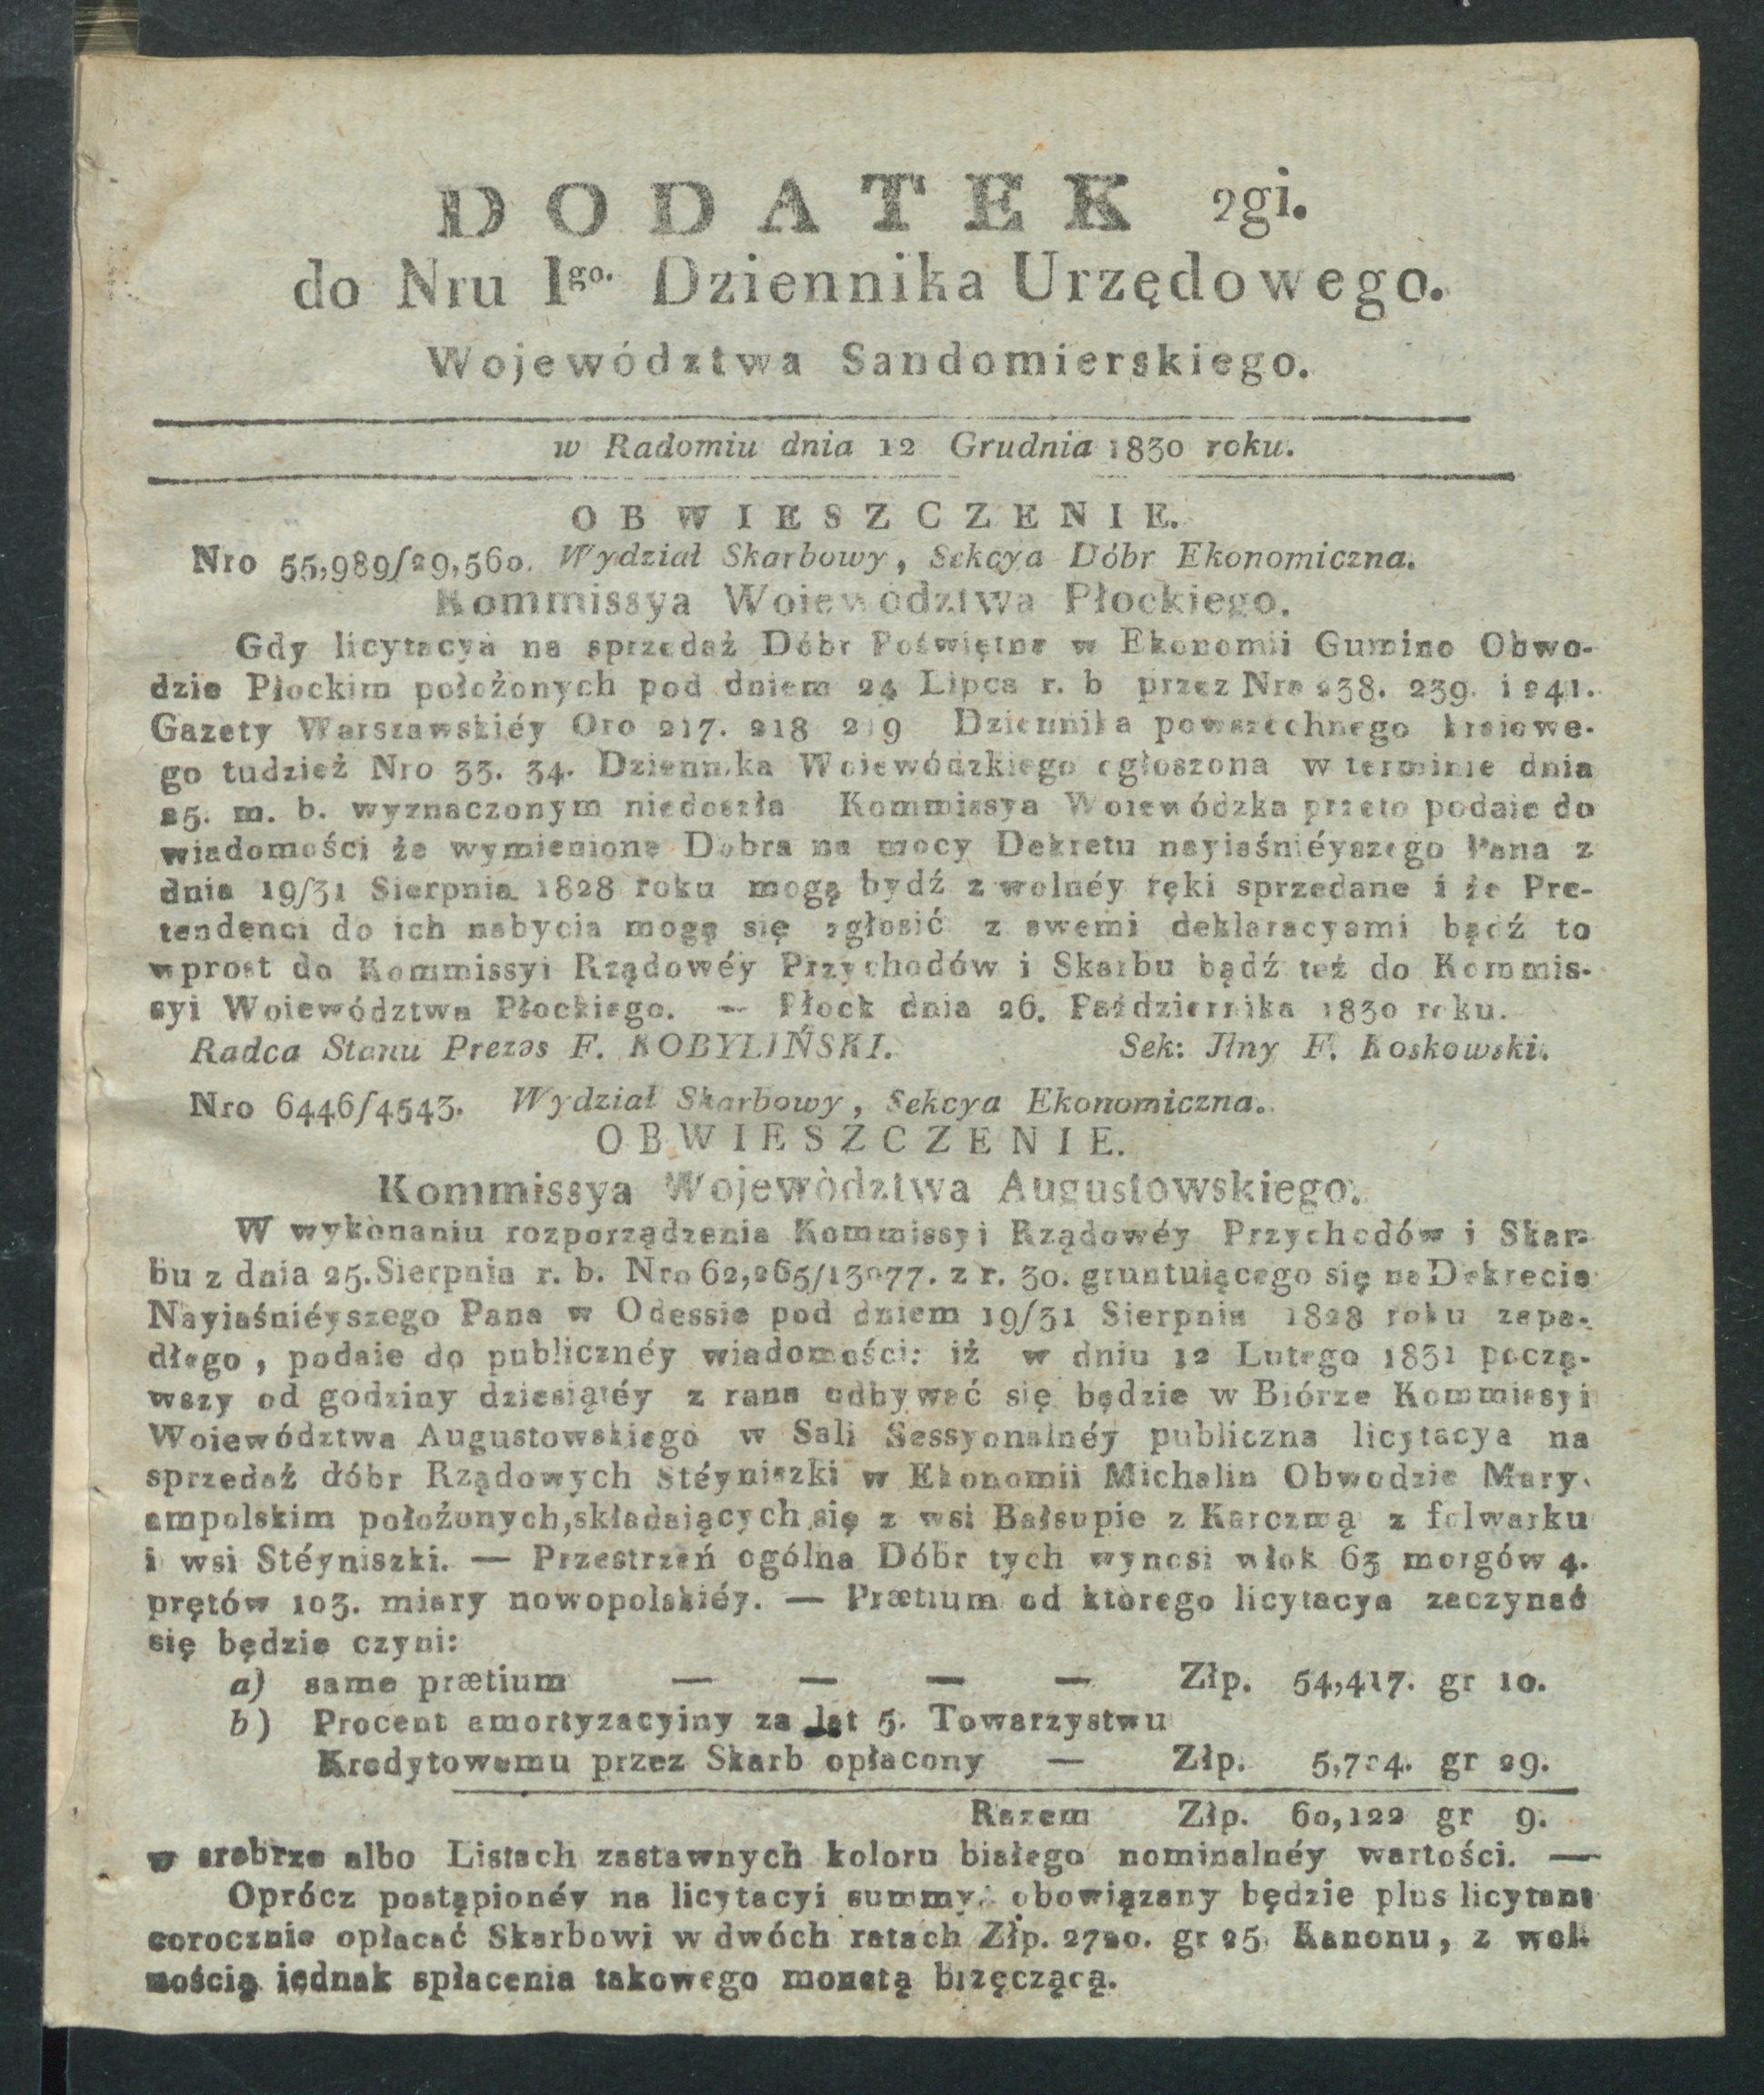 DODATEK 2gi.
do Nru 1go. Dziennika Urzędowego.
Województwa Sandomierskiego.
w Radomiu dnia 12 Grudnia 1830 roku.
OBWIESZCZENIE.
Nro 55,989/29,560. Wydział Skarbowy, Sekcya Dóbr Ekonomiczna.
Kommissya Woiewództwa Płockiego.
Gdy licytacya na sprzedaż Dóbr Poświętne w Ekonomii Gumino Obwo-
dzie Płockim położonych pod dniem 24 Lipca r. b przez Nra 238. 239. i 241.
Gazety Warszawskiéy Oro 217. 218 219 Dziennika powszechnego kraiowe-
go tudzież Nro 33. 34. Dziennika Woiewódzkiego ogłoszona w terminie dnia
25. m. b. wyznaczonym niedoszła Kommissya Woiewódzka przeto podaie do
wiadomości że wymienione Dobra na mocy Dekretu nayiaśniéyszego Pana z
dnia 19/31 Sierpnia 1828 roku mogą bydź z wolnéy ręki sprzedane i że Pre-
tendenci do ich nabycia mogą się zgłosić z swemi deklaracyami bądź to
wprost do Kommissyi Rządowéy Przychodów i Skarbu bądź też do Kommis-
syi Woiewództwa Płockiego. — Płock dnia 26. Października 1830 roku.
Radca Stanu Prezes F. KOBYLIŃSKI. Sek: Jlny F. Koskowski.
Nro 6446/4543. Wydział Skarbowy, Sekcya Ekonomiczna.
OBWIESZCZENIE.
Kommissya Wojewòdztwa Augustowskiego.
W wykonaniu rozporządzenia Kommissyi Rządowéy Przychodów i Skar-
bu z dnia 25. Sierpnia r. b. Nro 62,265/13077. z r. 30. gruntuiącego się na Dekrecie
Nayiaśniéyszego Pana w Odessie pod dniem 19/31 Sierpnia 1828 roku zapa-
dłego, podaie do publicznéy wiadomości: iż w dniu 12 Lutego 1831 począ-
wszy od godziny dziesiątéy z rana odbywać się będzie w Biórze Kommissyi
Woiewództwa Augustowskiego w Sali Sessyonalnéy publiczna licytacya na
sprzedaż dóbr Rządowych Stéyniszki w Ekonomii Michalin Obwodzie Mary-
ampolskim położonych, składaiących się z wsi Bałsupie z Karczmą z folwarku
i wsi Stéyniszki. — Przestrzeń ogólna Dóbr tych wynosi włok 63 morgów 4.
prętów 103. miary nowopolskiéy. — Prætium od którego licytacya zaczynać
się będzie czyni:
a) same prætium — — — — Złp. 54,417. gr 10.
b) Procent amortyzacyiny za lat 5. Towarzystwu
Kredytowemu przez Skarb opłacony — Złp. 5,704. gr 29.
Razem Złp. 60,122 gr 9.
w srebrze albo Listach zastawnych koloru białego nominalnéy wartości. —
Oprócz postąpionéy na licytacyi summy, obowiązany będzie plus licytant
corocznie opłacać Skarbowi w dwóch ratach Złp. 2720. gr 25 Kanonu, z wol-
nością iednak spłacenia takowego monetą brzęczącą.